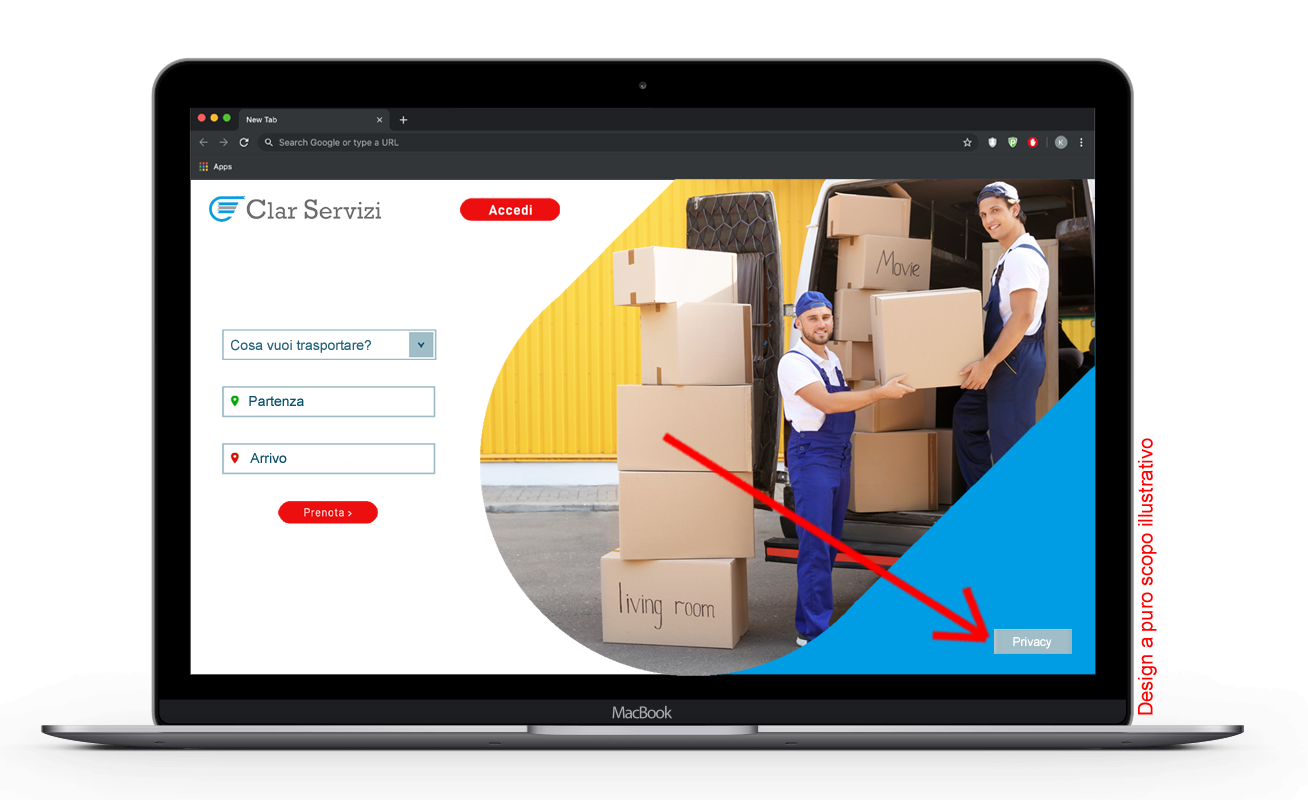 New Tab
Search Google or type a URL
K
Apps
Clar Servizi
Accedi
Cosa vuoi trasportare?
Partenza
Arrivo
Prenota >
Movie
living room
Privacy
MacBook
Design a puro scopo illustrativo